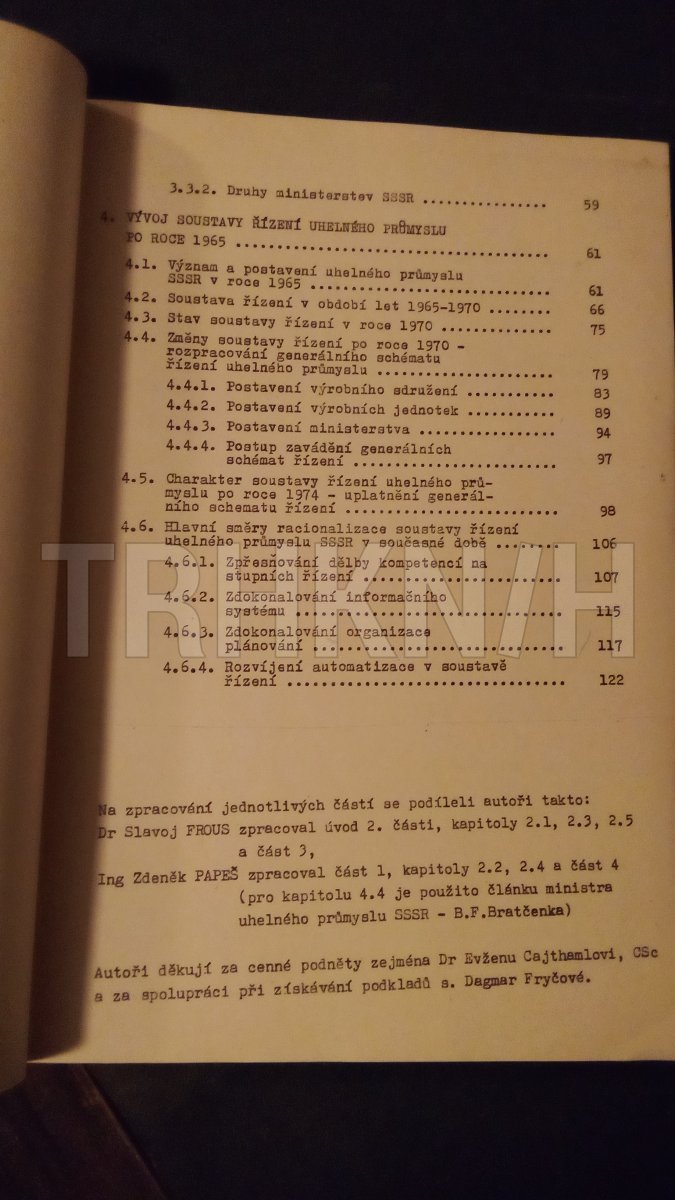 3.3.2. Druhy ministerstev SSSR ................ 59
4. VÝVOJ SOUSTAVY ŘÍZENÍ UHELNÉHO PRŮMYSLU
PO ROCE 1965 ................................. 61
4.1. Význam a postavení uhelného průmyslu
SSSR v roce 1965 ............................. 61
4.2. Soustava řízení v období let 1965-1970 ........ 66
4.3. Stav soustavy řízení v roce 1970 .............. 75
4.4. Změny soustavy řízení po roce 1970 -
rozpracování generálního schématu
řízení uhelného průmyslu ...................... 79
4.4.1. Postavení výrobního sdružení ........... 83
4.4.2. Postavení výrobních jednotek ........... 89
4.4.3. Postavení ministerstva ................. 94
4.4.4. Postup zavádění generálních
schémat řízení ......................... 97
4.5. Charakter soustavy řízení uhelného prů-
myslu po roce 1974 - uplatnění generál-
ního schematu řízení .......................... 98
4.6. Hlavní směry racionalizace soustavy řízení
uhelného průmyslu SSSR v současné době ........ 106
4.6.1. Zpřesňování dělby kompetencí na
stupních řízení ........................ 107
4.6.2. Zdokonalování informačního
systému ................................ 115
4.6.3. Zdokonalování organizace
plánování .............................. 117
4.6.4. Rozvíjení automatizace v soustavě
řízení ................................. 122
TRHKNIH
Na zpracování jednotlivých částí se podíleli autoři takto:
Dr Slavoj FROUS zpracoval úvod 2. části, kapitoly 2.1, 2.3, 2.5
a část 3,
Ing Zdeněk PAPEŠ zpracoval část 1, kapitoly 2.2, 2.4 a část 4
(pro kapitolu 4.4 je použito článku ministra
uhelného průmyslu SSSR - B.F.Bratčenka)
Autoři děkují za cenné podněty zejména Dr Evženu Cajthamlovi, CSc
a za spolupráci při získávání podkladů s. Dagmar Fryčové.